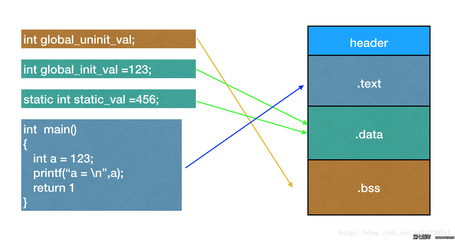 int global_uninit_val;
int global_init_val =123;
static int static_val =456;
int main()
{
int a = 123;
printf(“a = \n”,a);
return 1
}
header
.text
.data
.bss